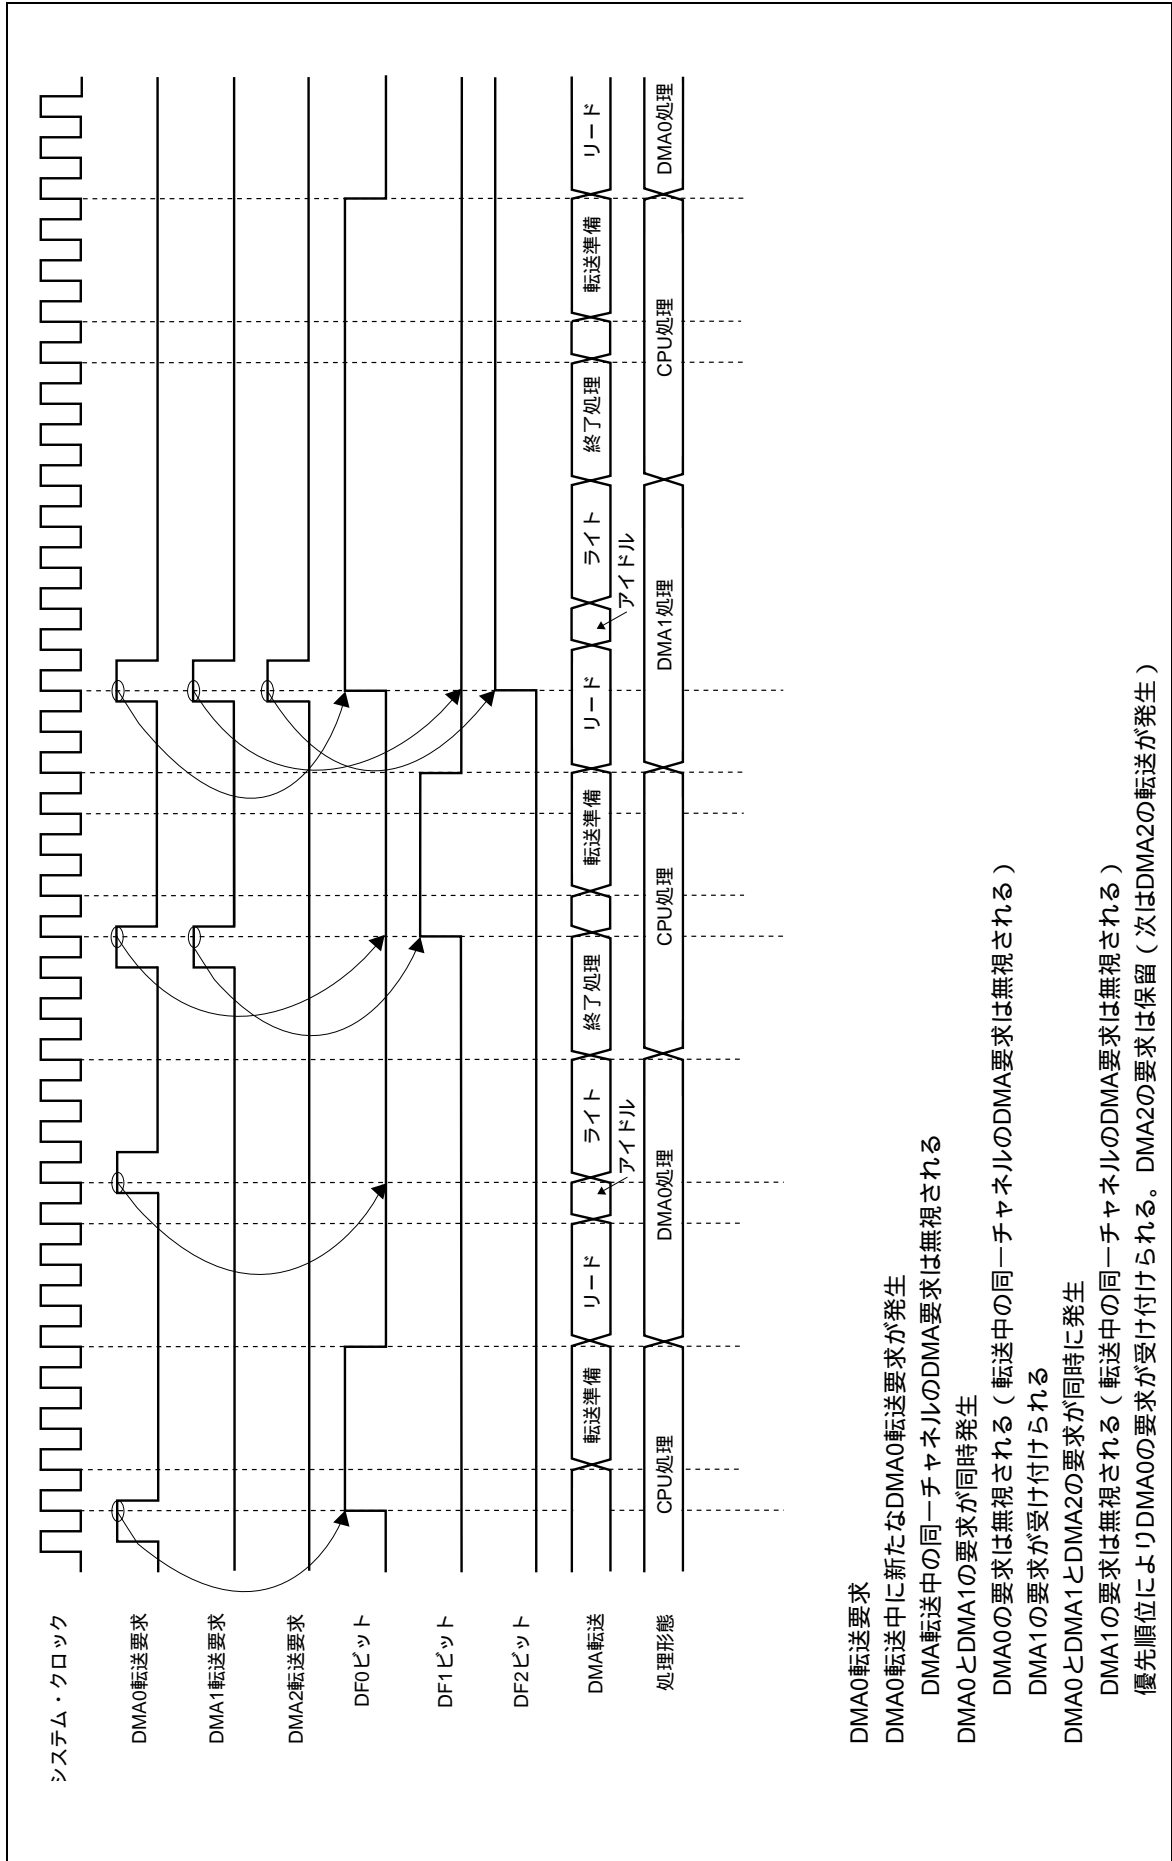 システム・クロック
DMA0転送要求
DMA1転送要求
DMA2転送要求
DF0ビット
DF1ビット
DF2ビット
DMA転送
転送準備
リード
アイドル
ライト
終了処理
転送準備
リード
アイドル
ライト
終了処理
転送準備
リード
処理形態
CPU処理
DMA0処理
CPU処理
DMA1処理
CPU処理
DMA0処理
DMA0転送要求
DMA0転送中に新たなDMA0転送要求が発生
DMA転送中の同一チャネルのDMA要求は無視される
DMA0とDMA1の要求が同時発生
DMA0の要求は無視される（転送中の同一チャネルのDMA要求は無視される）
DMA1の要求が受け付けられる
DMA0とDMA1とDMA2の要求が同時に発生
DMA1の要求は無視される（転送中の同一チャネルのDMA要求は無視される）
優先順位によりDMA0の要求が受け付けられる。DMA2の要求は保留（次はDMA2の転送が発生）